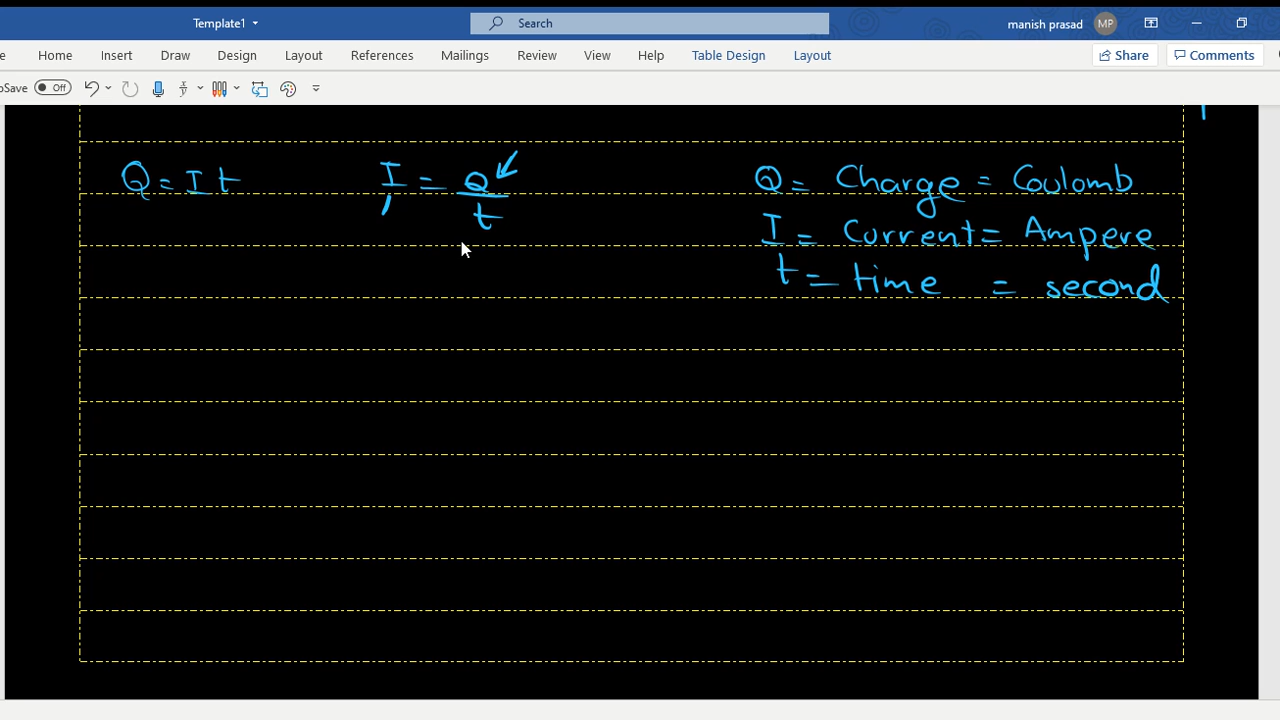 Template1
Search
manish prasad MP
e Home Insert Draw Design Layout References Mailings Review View Help Table Design Layout Share Comments
oSave Off
Q = I t
I = Q
t
Q = Charge = Coulomb
I = Current = Ampere
t = time = second